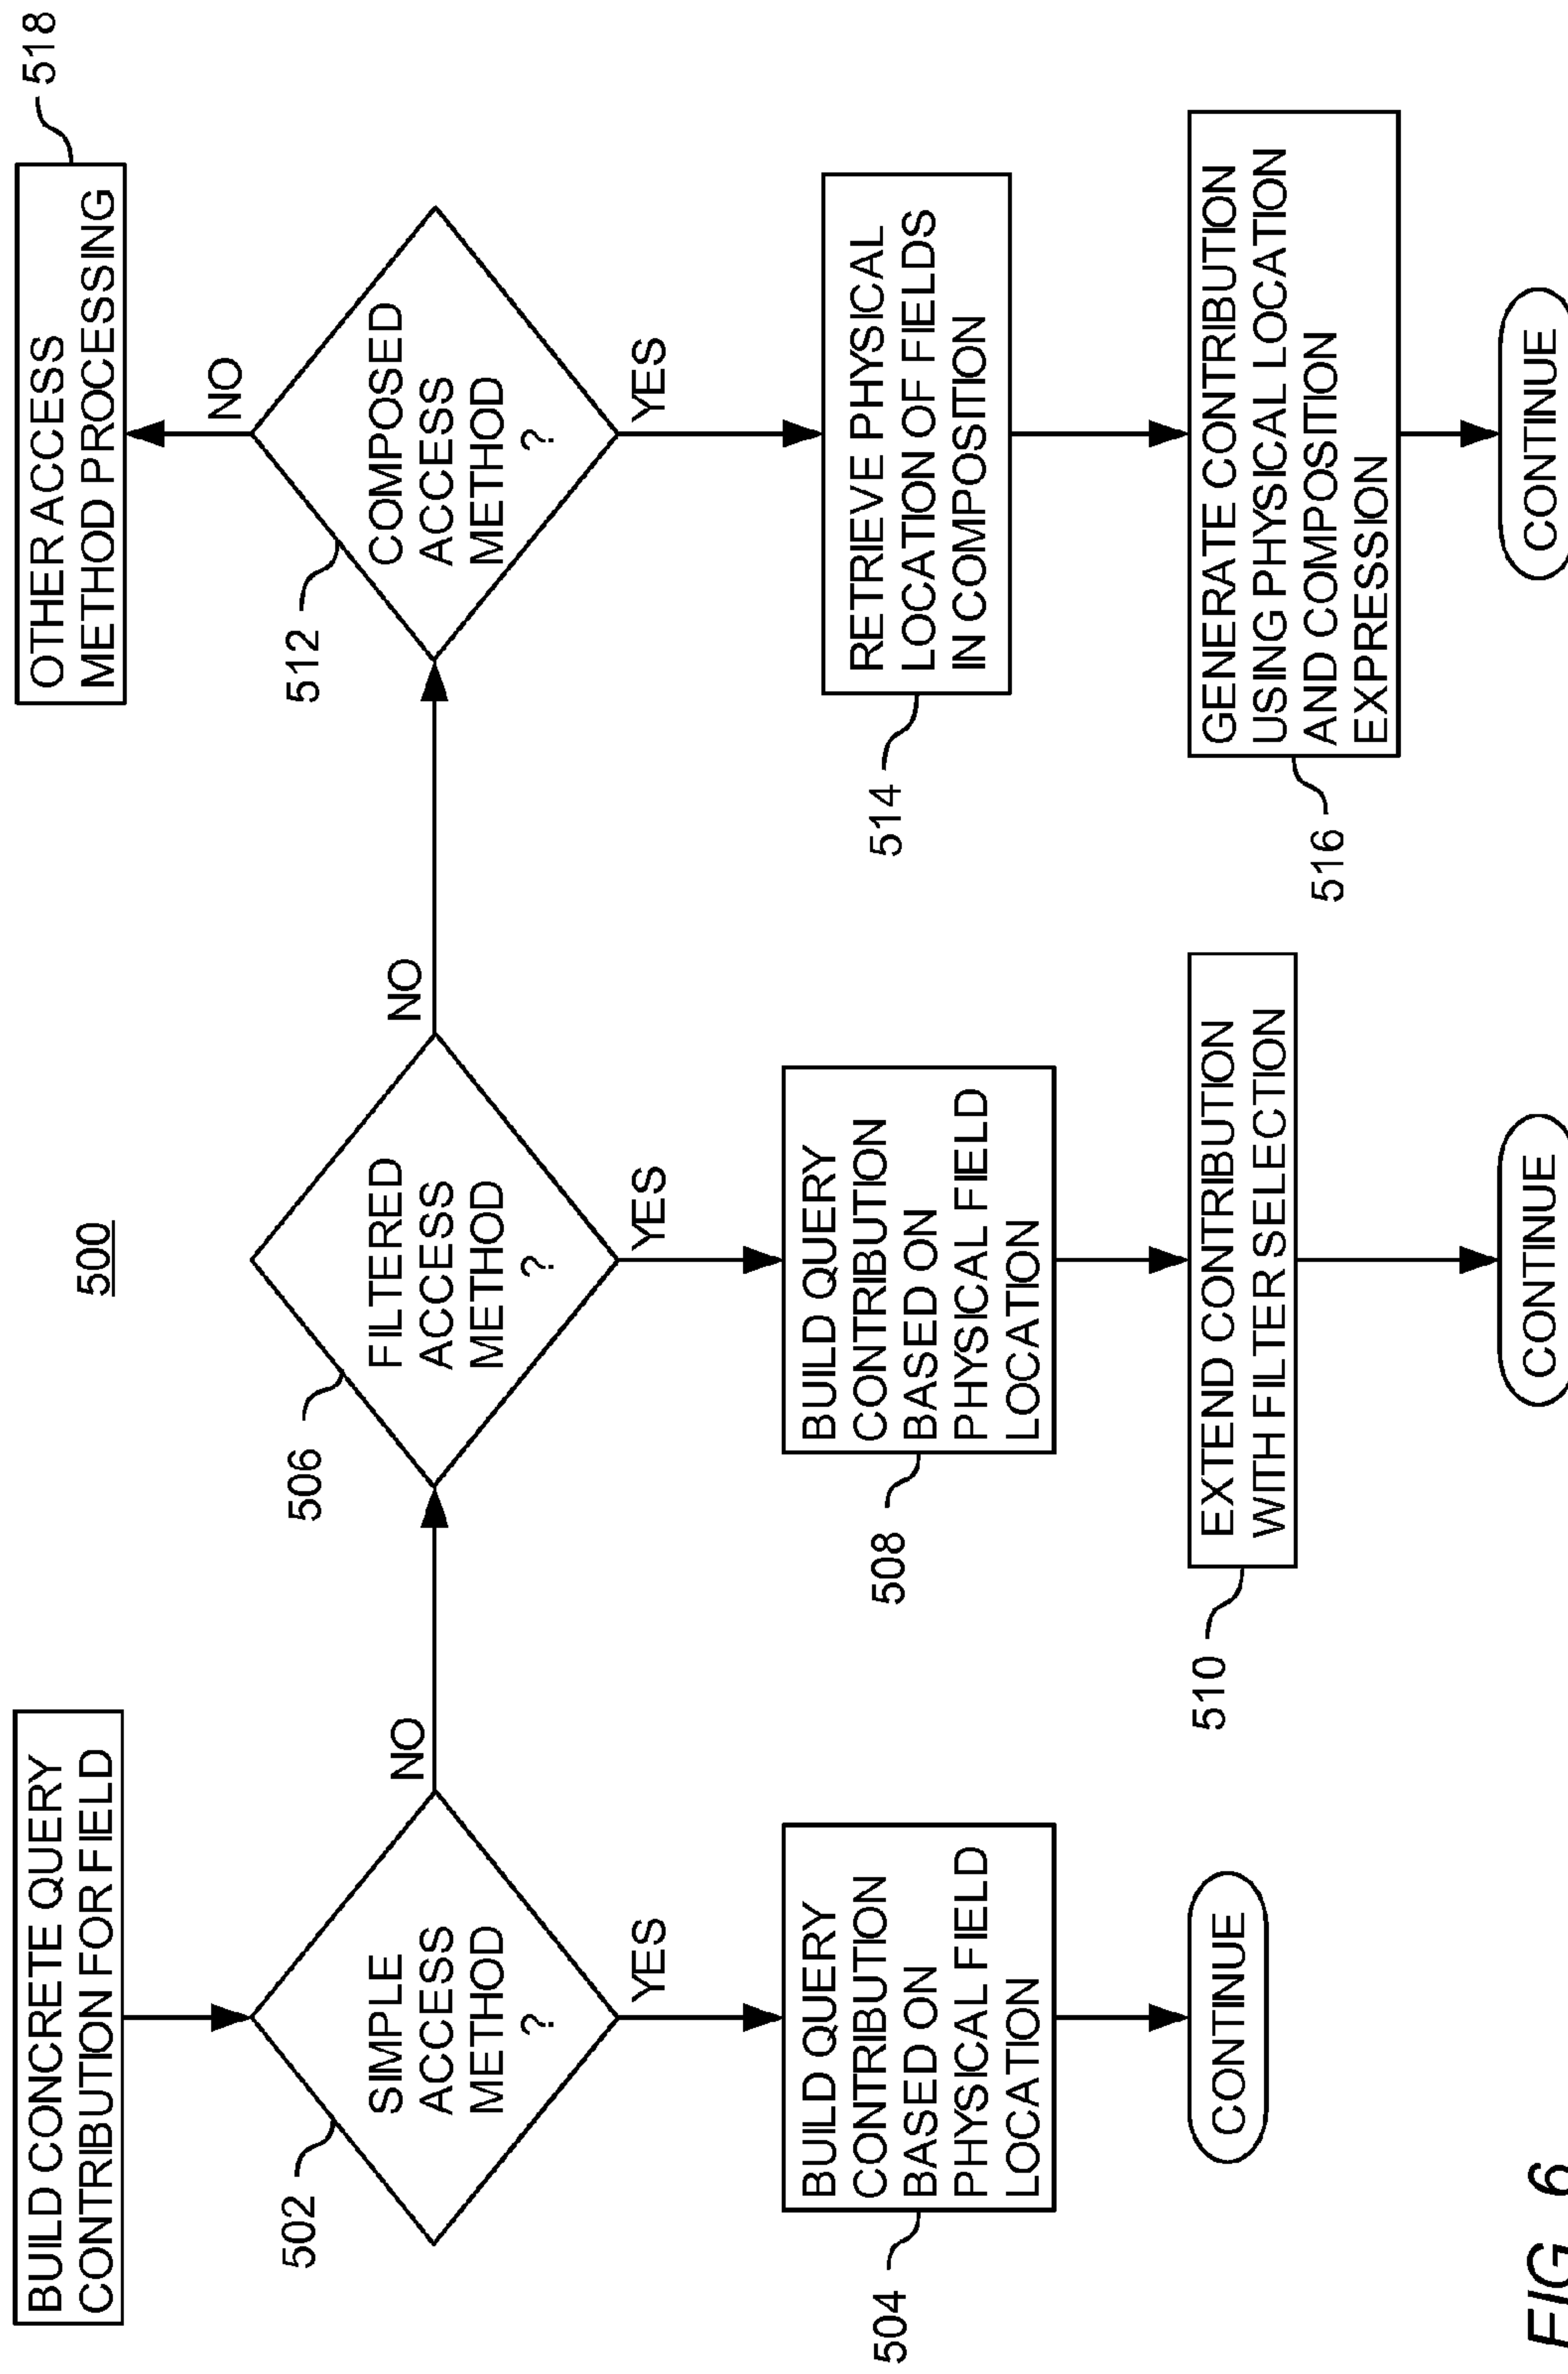 500
BUILD CONCRETE QUERY
CONTRIBUTION FOR FIELD
502
SIMPLE
ACCESS
METHOD
?
NO
YES
504
BUILD QUERY
CONTRIBUTION
BASED ON
PHYSICAL FIELD
LOCATION
CONTINUE
506
FILTERED
ACCESS
METHOD
?
NO
YES
508
BUILD QUERY
CONTRIBUTION
BASED ON
PHYSICAL FIELD
LOCATION
510
EXTEND CONTRIBUTION
WITH FILTER SELECTION
CONTINUE
512
COMPOSED
ACCESS
METHOD
?
NO
YES
518
OTHER ACCESS
METHOD PROCESSING
514
RETRIEVE PHYSICAL
LOCATION OF FIELDS
IN COMPOSITION
516
GENERATE CONTRIBUTION
USING PHYSICAL LOCATION
AND COMPOSITION
EXPRESSION
CONTINUE
FIG. 6